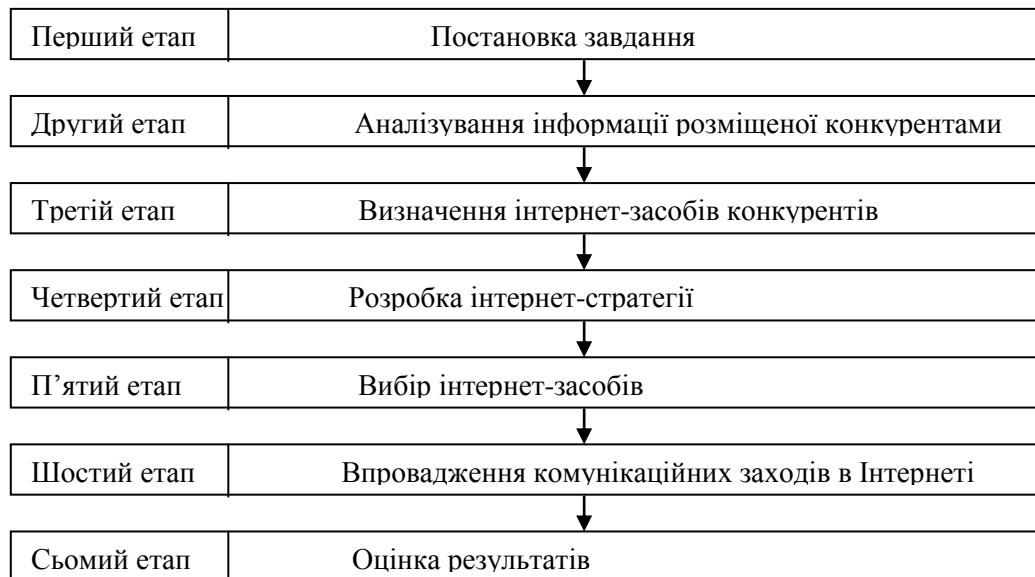 Перший етап Постановка завдання
Другий етап Аналізування інформації розміщеної конкурентами
Третій етап Визначення інтернет-засобів конкурентів
Четвертий етап Розробка інтернет-стратегії
П’ятий етап Вибір інтернет-засобів
Шостий етап Впровадження комунікаційних заходів в Інтернеті
Сьомий етап Оцінка результатів